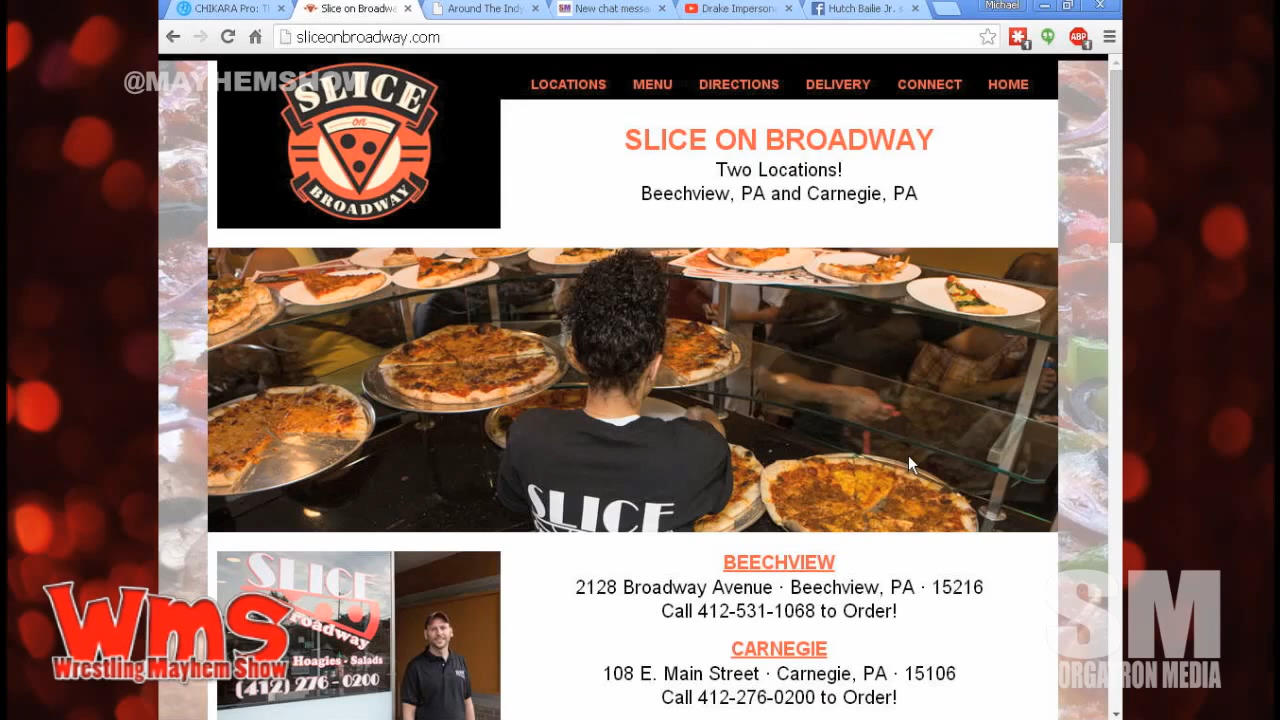 CHIKARA Pro: T
Slice on Broadwa
Around The Indy
New chat messa
Drake Impersona
Hutch Bailie Jr. s
Michael
sliceonbroadway.com
ABP
@MAYHEMSHOW
SLICE
on
BROADWAY
LOCATIONS MENU DIRECTIONS DELIVERY CONNECT HOME
SLICE ON BROADWAY
Two Locations!
Beechview, PA and Carnegie, PA
SLICE
BEECHVIEW
2128 Broadway Avenue · Beechview, PA · 15216
Call 412-531-1068 to Order!
CARNEGIE
108 E. Main Street · Carnegie, PA · 15106
Call 412-276-0200 to Order!
SLICE
roadway
Hoagies - Salads
(412) 276-0200
WMS
Wrestling Mayhem Show
SM
SORGATRON MEDIA